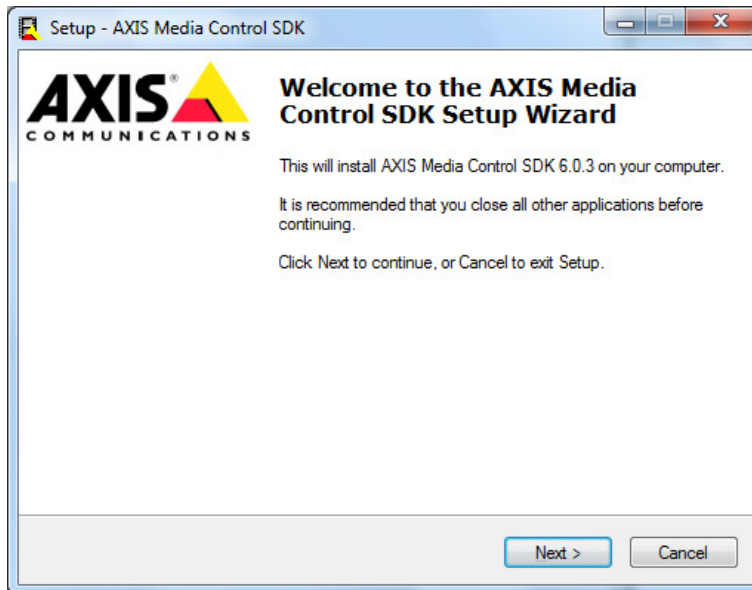 Setup - AXIS Media Control SDK
AXIS
COMMUNICATIONS
Welcome to the AXIS Media
Control SDK Setup Wizard
This will install AXIS Media Control SDK 6.0.3 on your computer.
It is recommended that you close all other applications before
continuing.
Click Next to continue, or Cancel to exit Setup.
Next >
Cancel